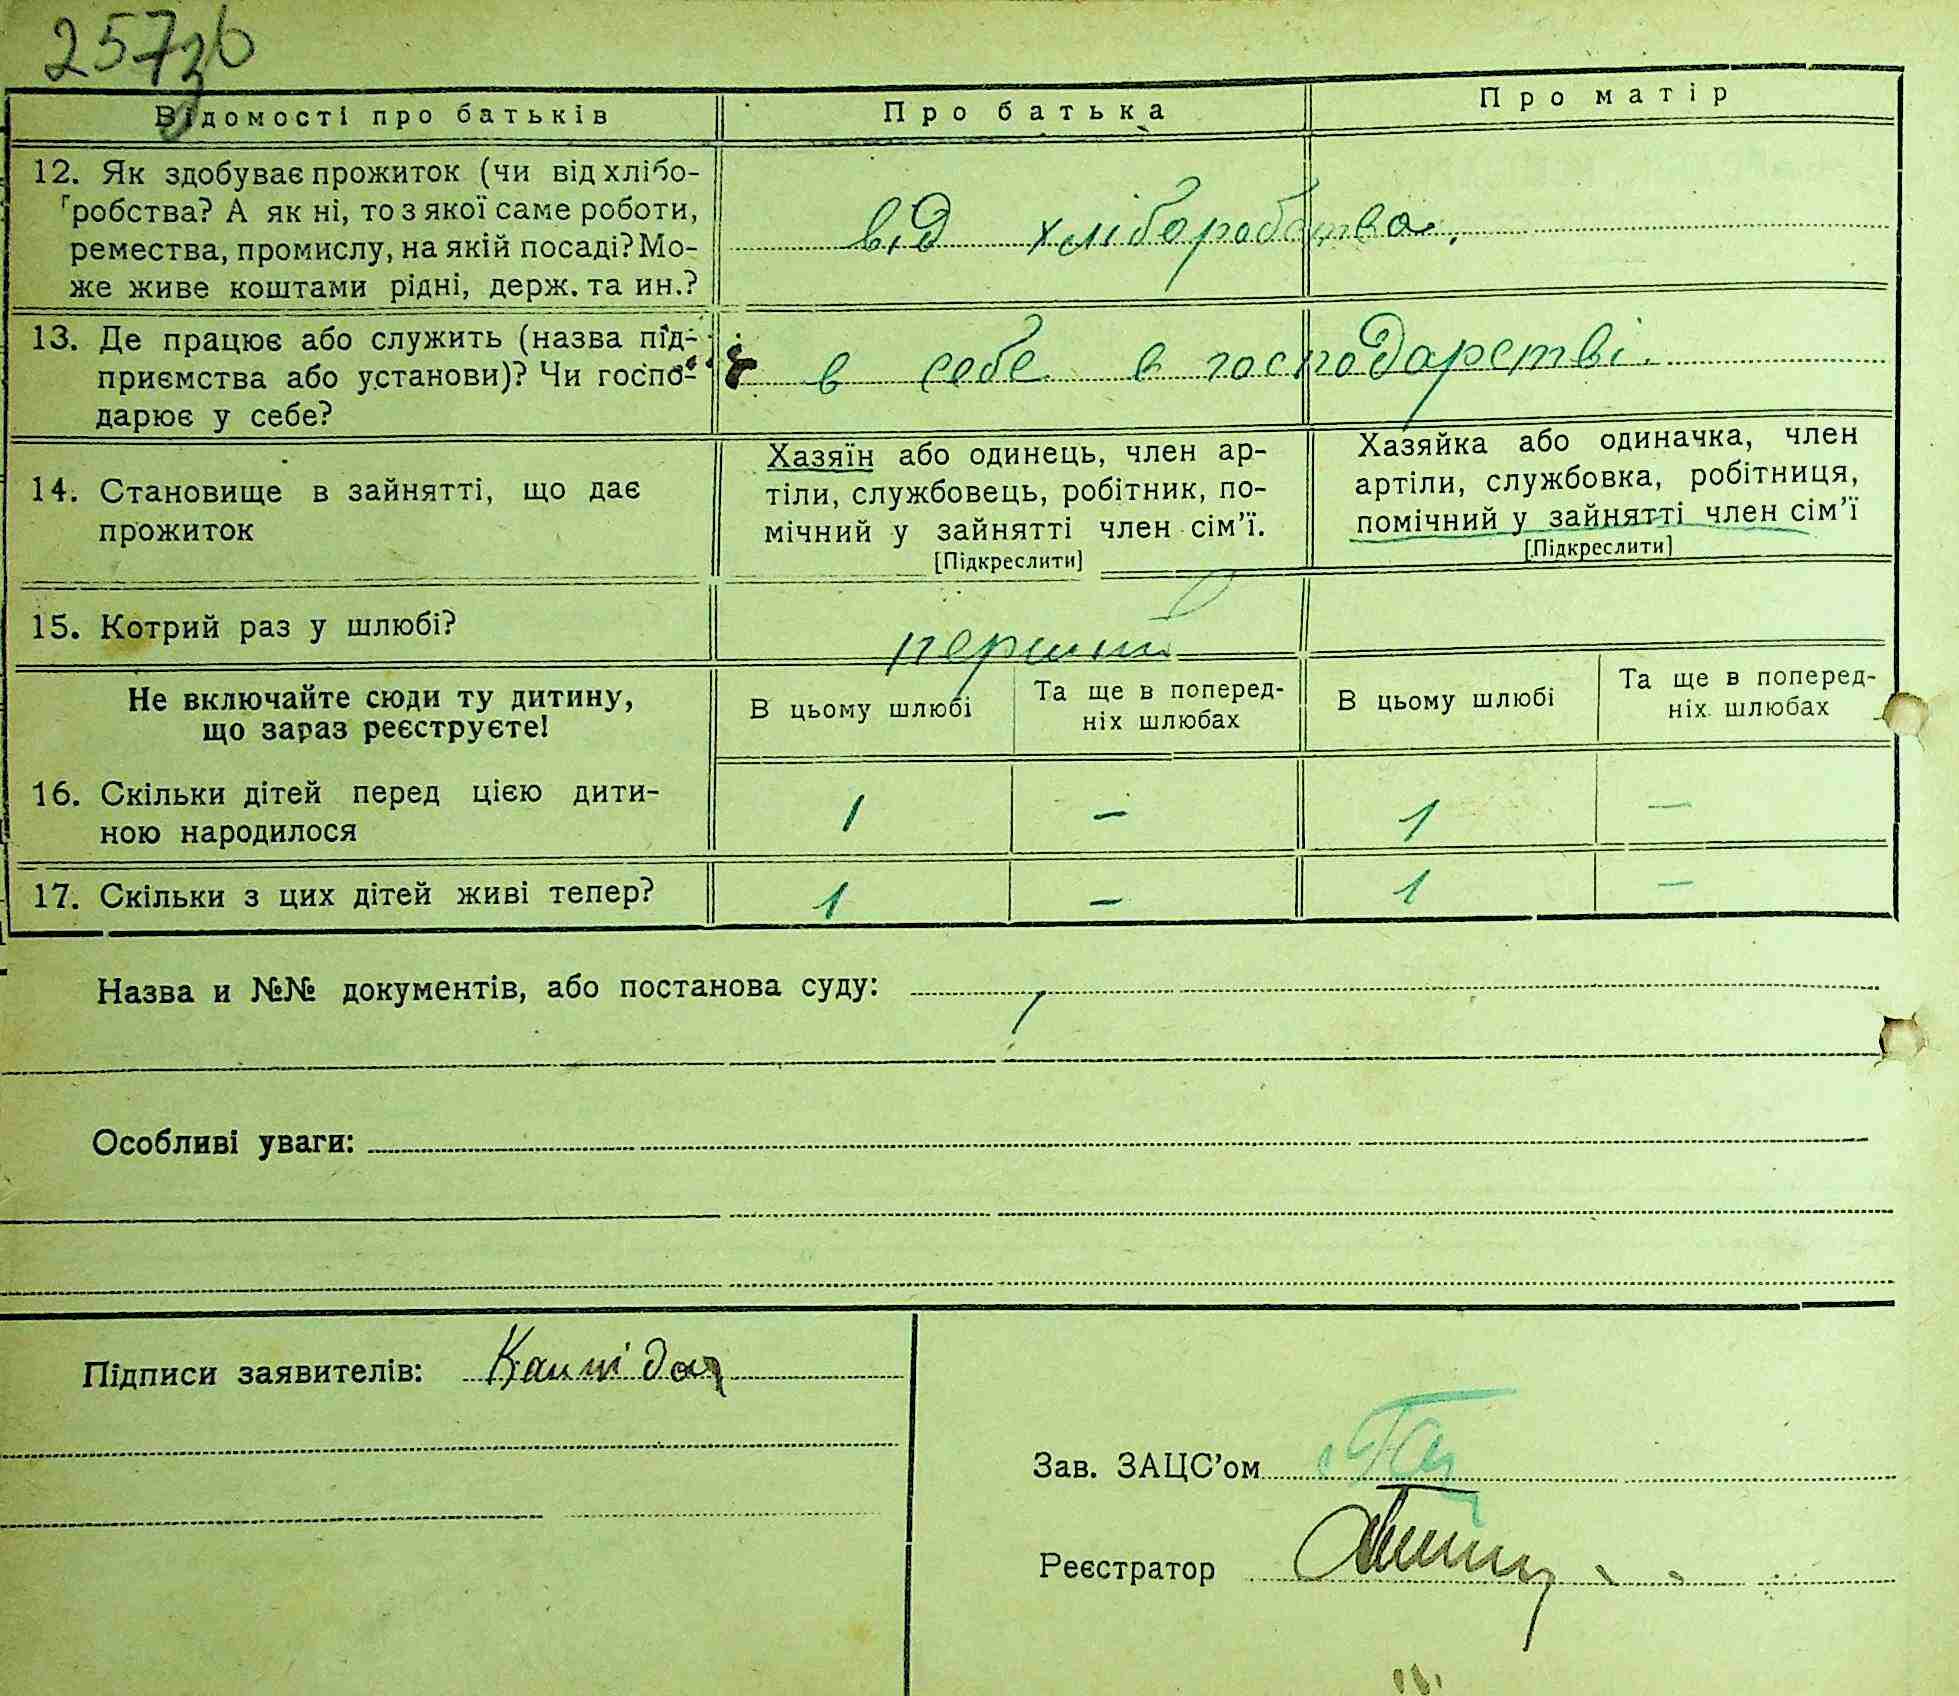 257зв
Відомості про батьків Про батька Про матір
12. Як здобуває прожиток (чи від хлібо-
робства? А як ні, то з якої саме роботи,
ремества, промислу, на якій посаді? Мо-
же живе коштами рідні, держ. та ин.?
від хліборобства.
13. Де працює або служить (назва під-
приємства або установи)? Чи госпо-
дарює у себе?
в себе в господарстві.
14. Становище в зайнятті, що дає
прожиток
Хазяїн або одинець, член ар-
тіли, службовець, робітник, по-
мічний у зайнятті член сім'ї.
[Підкреслити]
Хазяйка або одиначка, член
артіли, службовка, робітниця,
помічний у зайнятті член сім'ї
[Підкреслити]
15. Котрий раз у шлюбі?
перший
Не включайте сюди ту дитину,
що зараз реєструєте!
В цьому шлюбі
Та ще в поперед-
ніх шлюбах
В цьому шлюбі
Та ще в поперед-
ніх шлюбах
16. Скільки дітей перед цією дити-
ною народилося
1 – 1 –
17. Скільки з цих дітей живі тепер?
1 – 1 –
Назва и №№ документів, або постанова суду:
Особливі уваги:
Підписи заявителів:
Зав. ЗАЦС'ом
Реєстратор